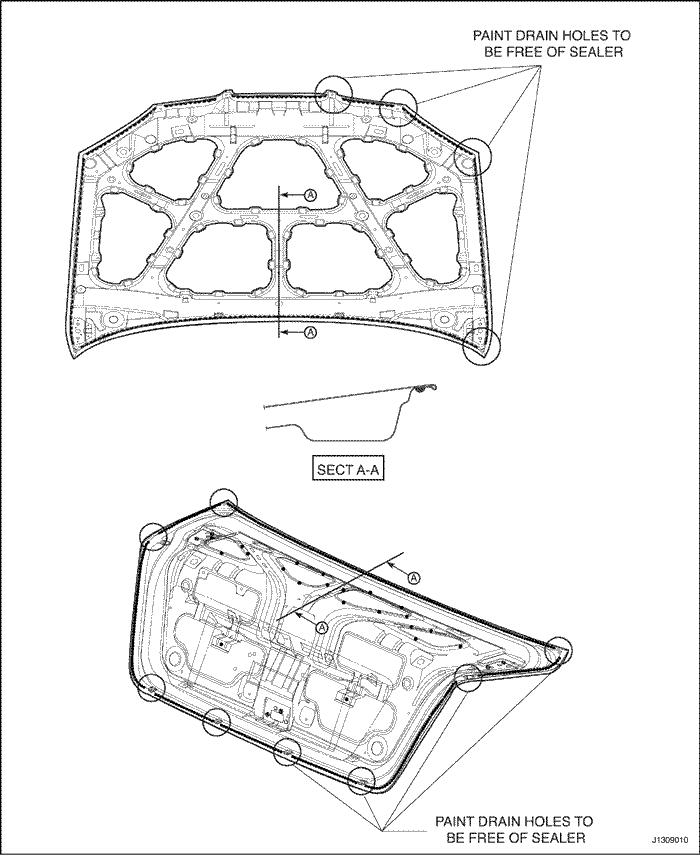 PAINT DRAIN HOLES TO
BE FREE OF SEALER
A
A
SECT A-A
A
A
PAINT DRAIN HOLES TO
BE FREE OF SEALER
J1309010